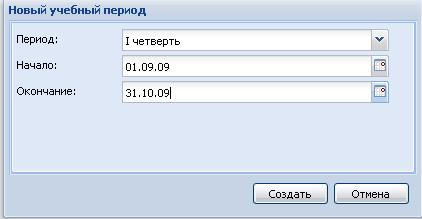 Новый учебный период
Период: I четверть
Начало: 01.09.09
Окончание: 31.10.09
Создать Отмена